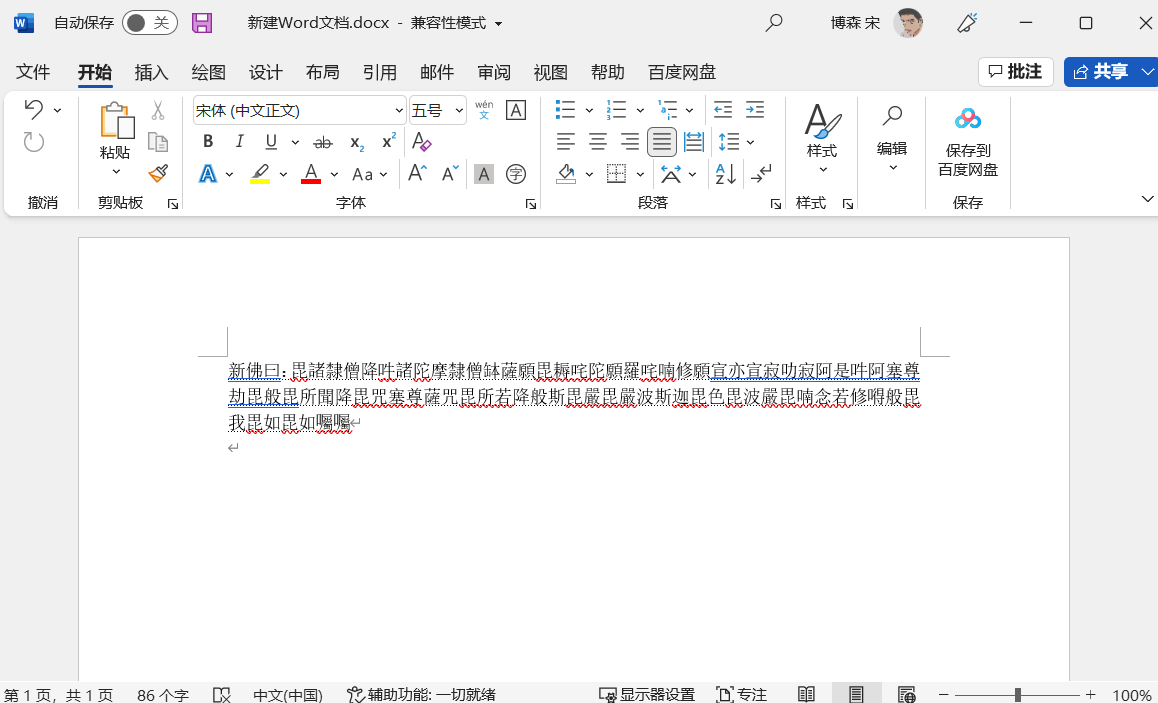 自动保存 关 新建Word文档.docx - 兼容性模式 博森 宋
文件 开始 插入 绘图 设计 布局 引用 邮件 审阅 视图 帮助 百度网盘 批注 共享
宋体 (中文正文) 五号 wén 文 A
粘贴 B I U ab x₂ x² 样式 编辑 保存到 百度网盘
A A Aa A A A 字 A Z
撤消 剪贴板 字体 段落 样式 保存
新佛曰：毘諸隸僧降吽諸陀摩隸僧缽薩願毘耨咤陀願羅咤喃修願宣亦宣寂叻寂阿是吽阿塞尊
劫毘般毘所聞降毘咒塞尊薩咒毘所若降般斯毘嚴毘嚴波斯迦毘色毘波嚴毘喃念若修嘚般毘
我毘如毘如囑囑
第 1 页，共 1 页 86 个字 中文(中国) 辅助功能: 一切就绪 显示器设置 专注 100%